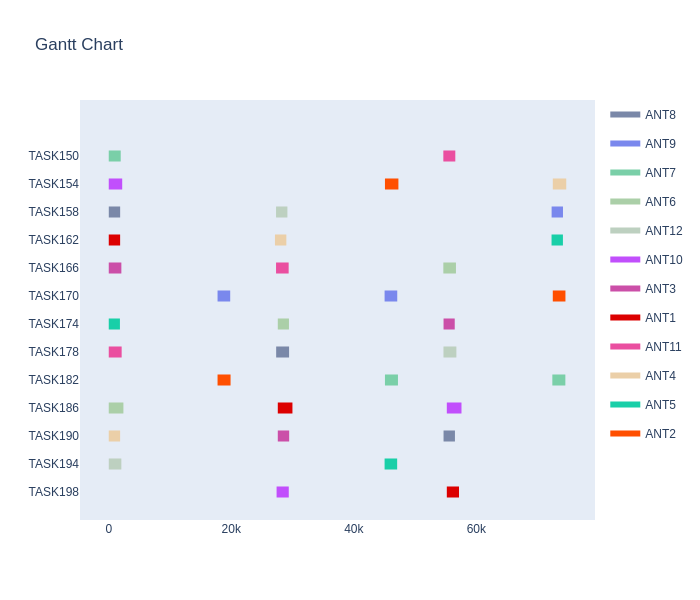 Gantt Chart
TASK150
TASK154
TASK158
TASK162
TASK166
TASK170
TASK174
TASK178
TASK182
TASK186
TASK190
TASK194
TASK198
0
20k
40k
60k
ANT8
ANT9
ANT7
ANT6
ANT12
ANT10
ANT3
ANT1
ANT11
ANT4
ANT5
ANT2